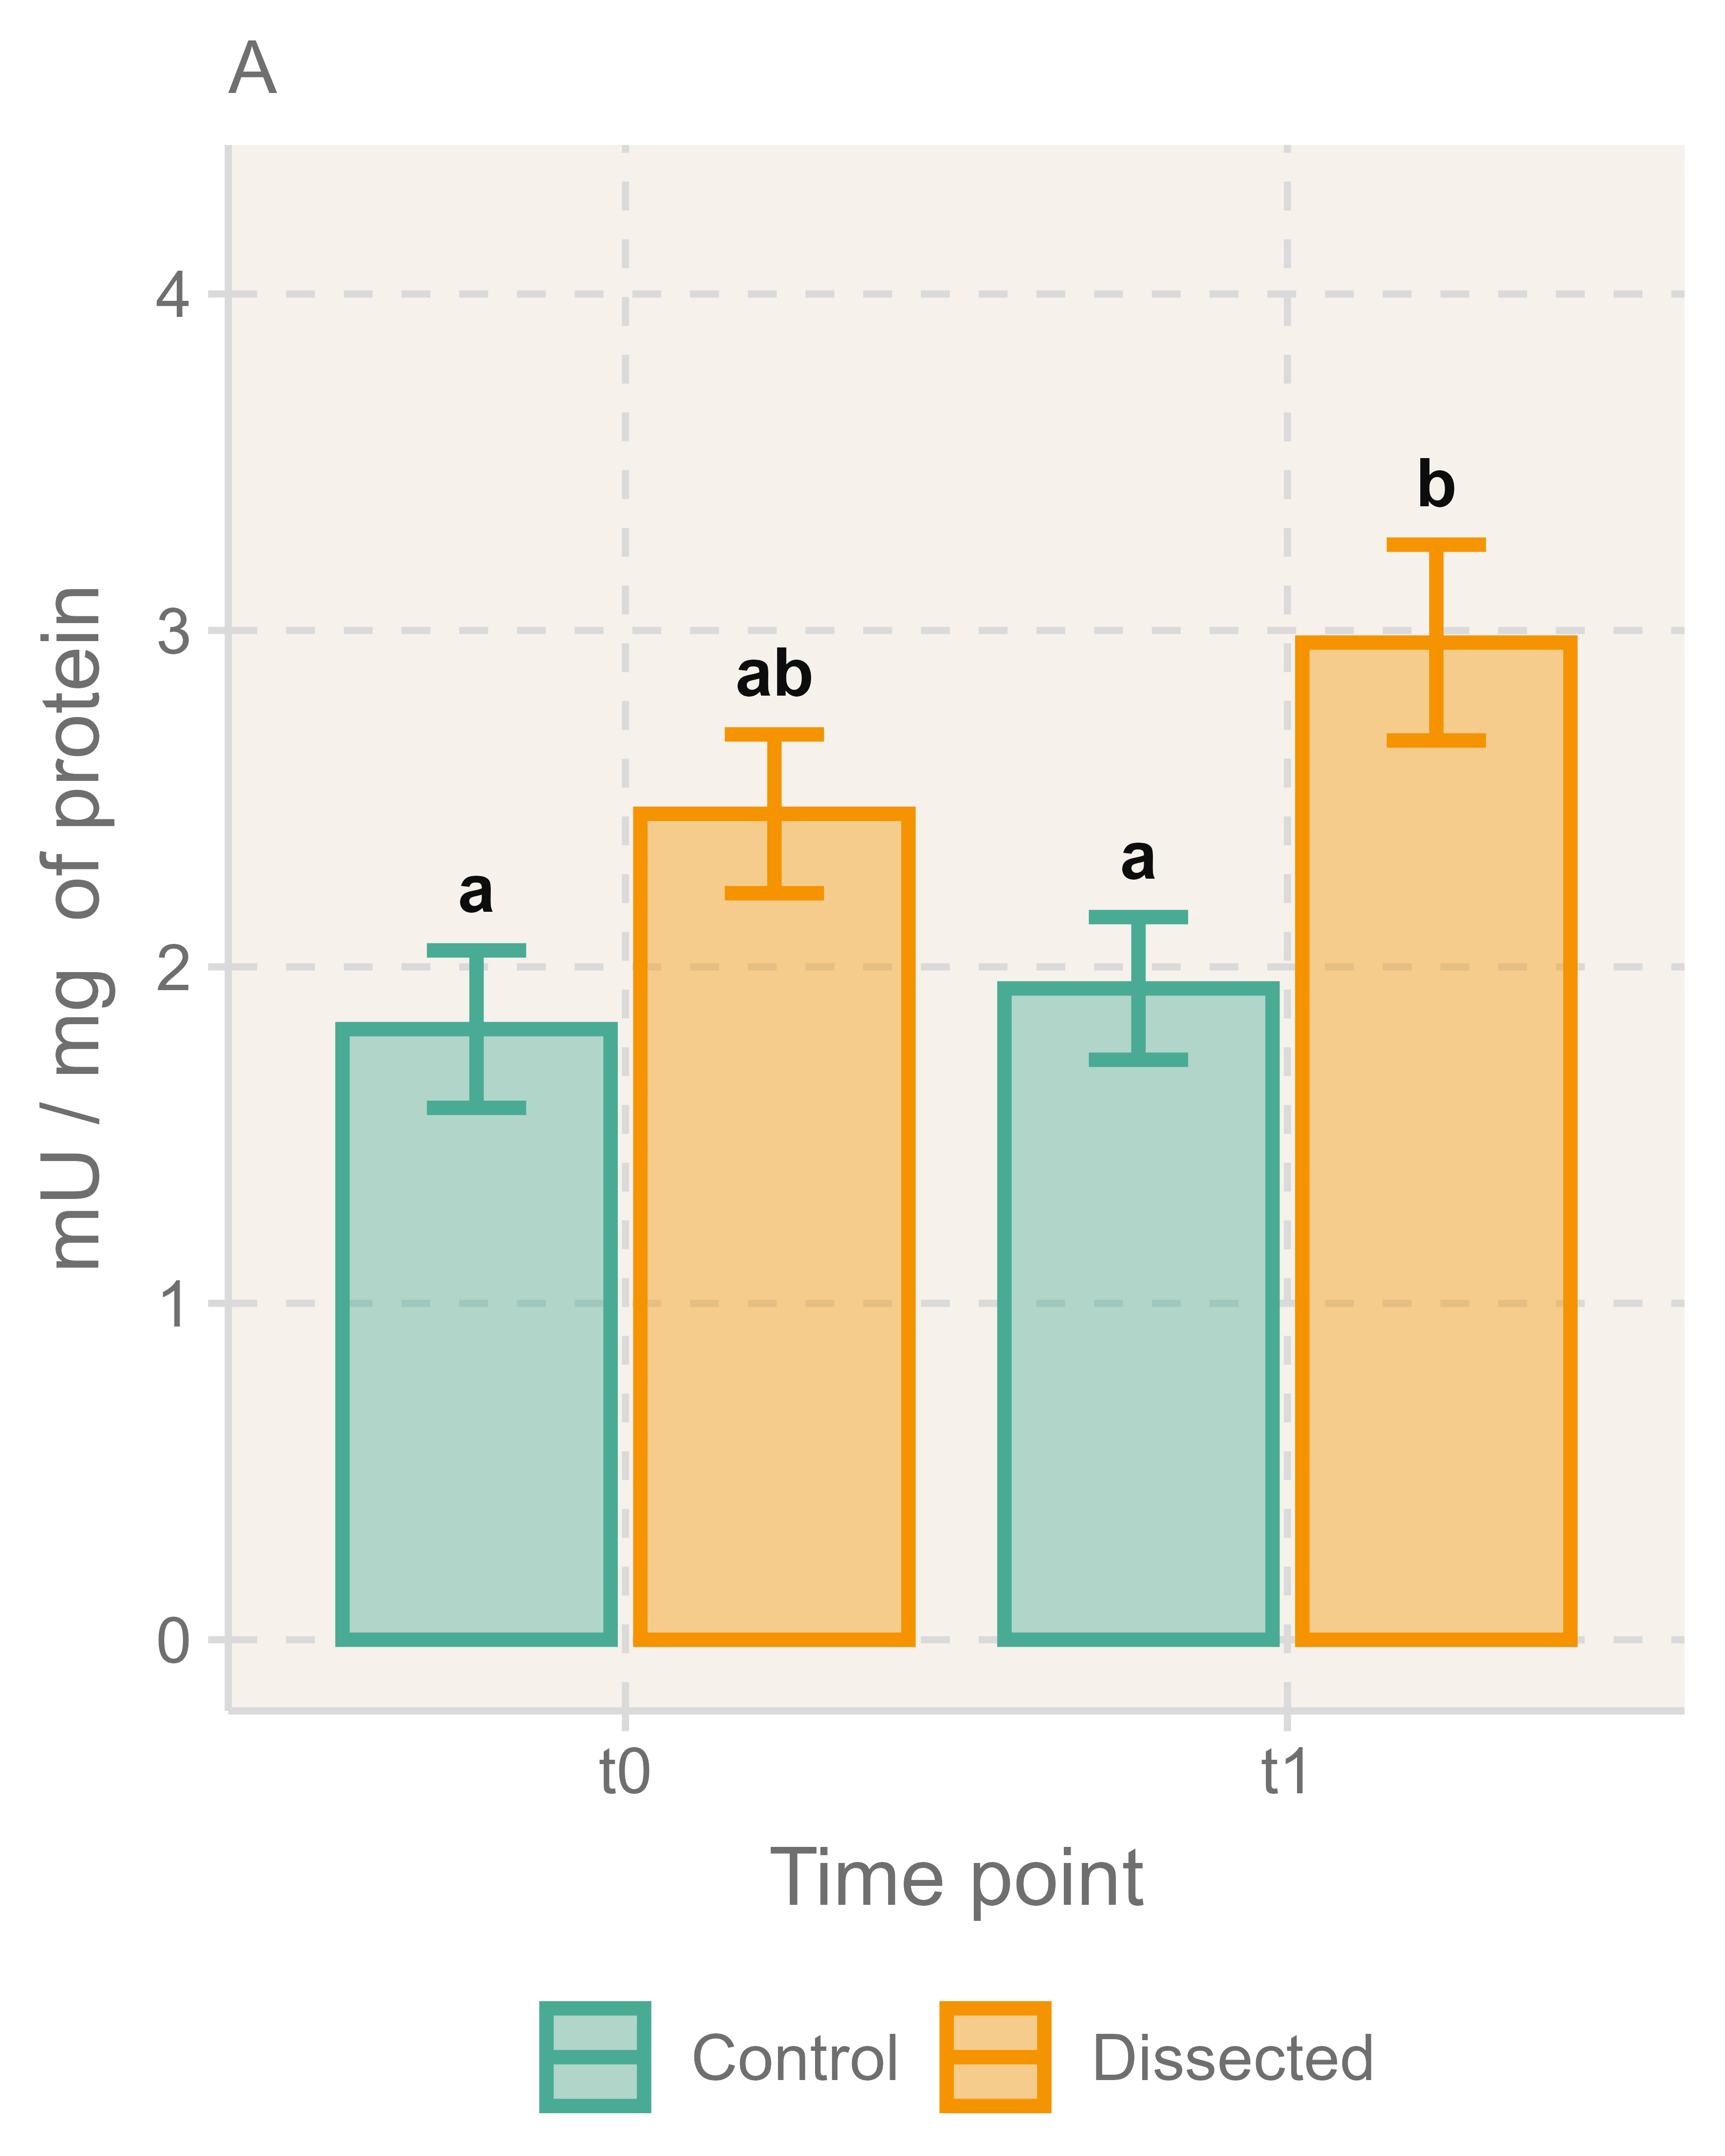 A
mU / mg of protein
4
3
2
1
0
a
ab
a
b
t0
t1
Time point
Control
Dissected